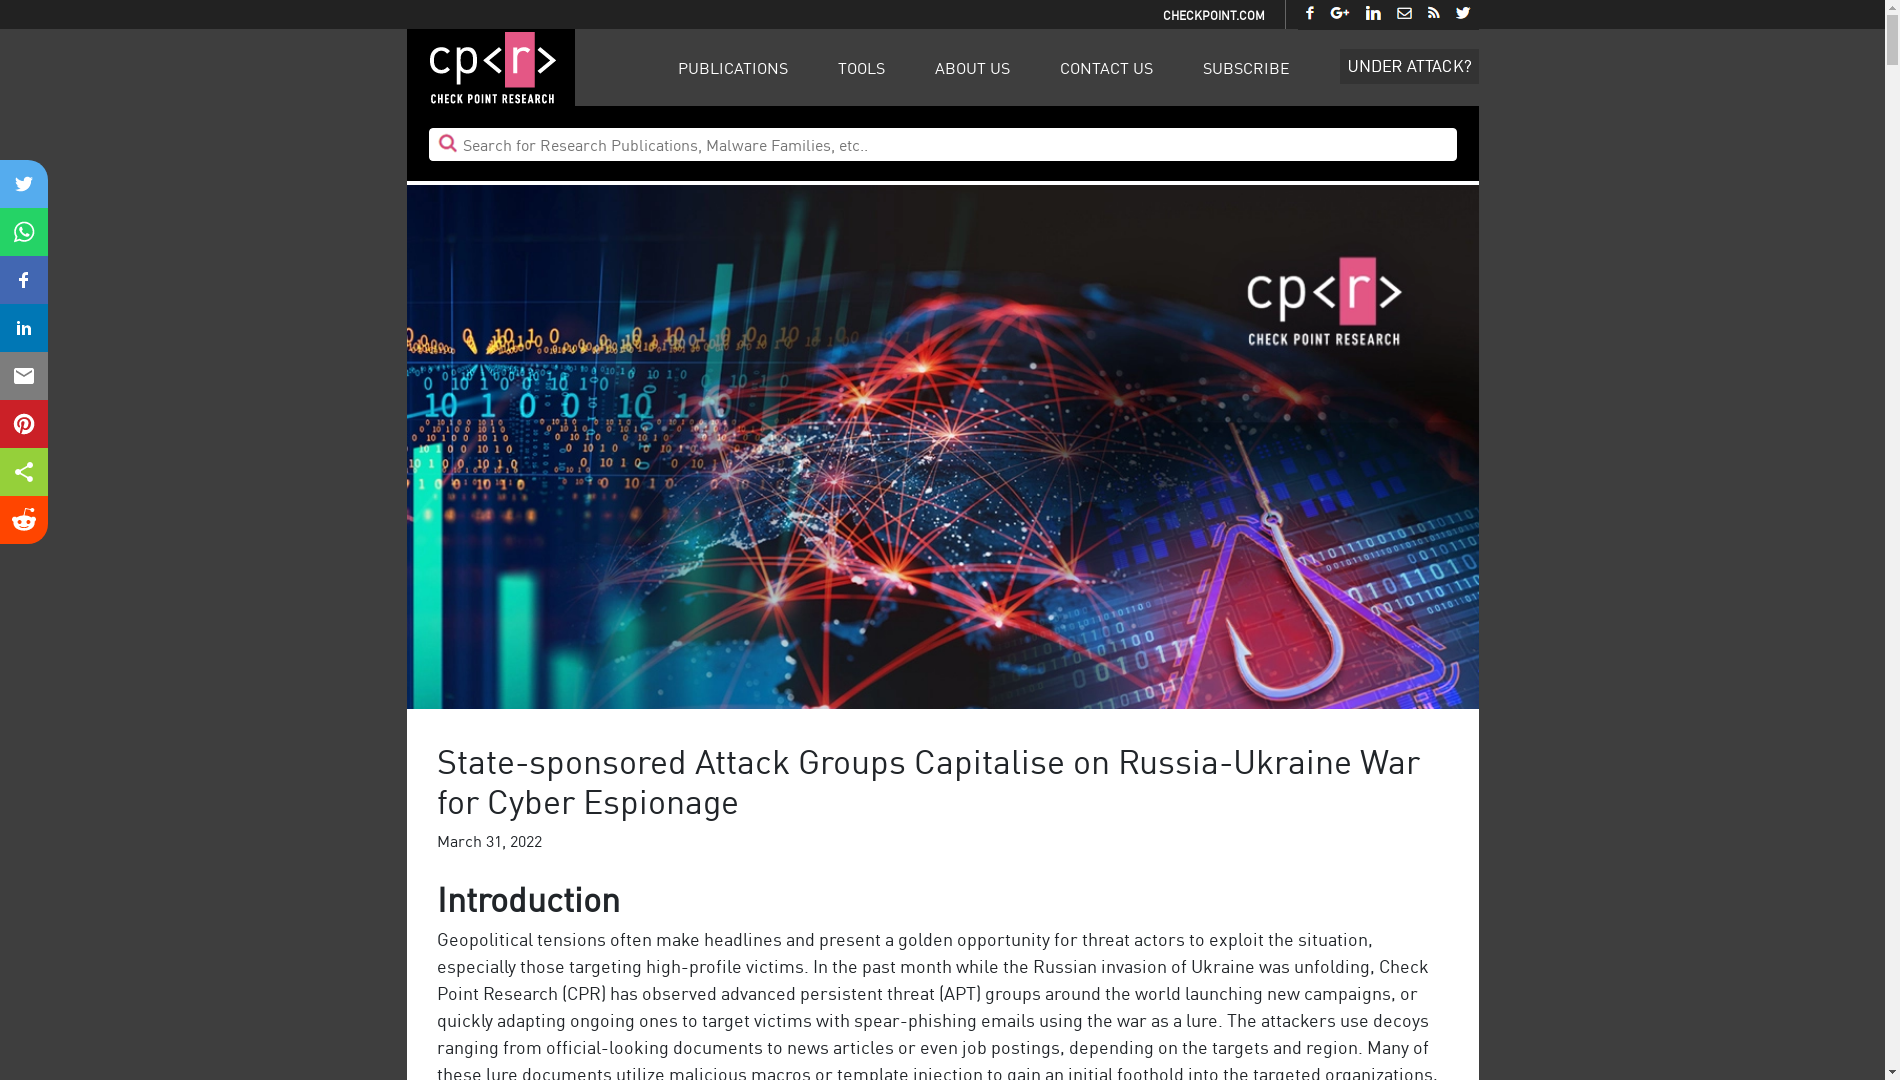 CHECKPOINT.COM
cp<r>
CHECK POINT RESEARCH
PUBLICATIONS
TOOLS
ABOUT US
CONTACT US
SUBSCRIBE
UNDER ATTACK?
Search for Research Publications, Malware Families, etc..
cp<r>
CHECK POINT RESEARCH
State-sponsored Attack Groups Capitalise on Russia-Ukraine War
for Cyber Espionage
March 31, 2022
Introduction
Geopolitical tensions often make headlines and present a golden opportunity for threat actors to exploit the situation,
especially those targeting high-profile victims. In the past month while the Russian invasion of Ukraine was unfolding, Check
Point Research (CPR) has observed advanced persistent threat (APT) groups around the world launching new campaigns, or
quickly adapting ongoing ones to target victims with spear-phishing emails using the war as a lure. The attackers use decoys
ranging from official-looking documents to news articles or even job postings, depending on the targets and region. Many of
these lure documents utilize malicious macros or template injection to gain an initial foothold into the targeted organizations,